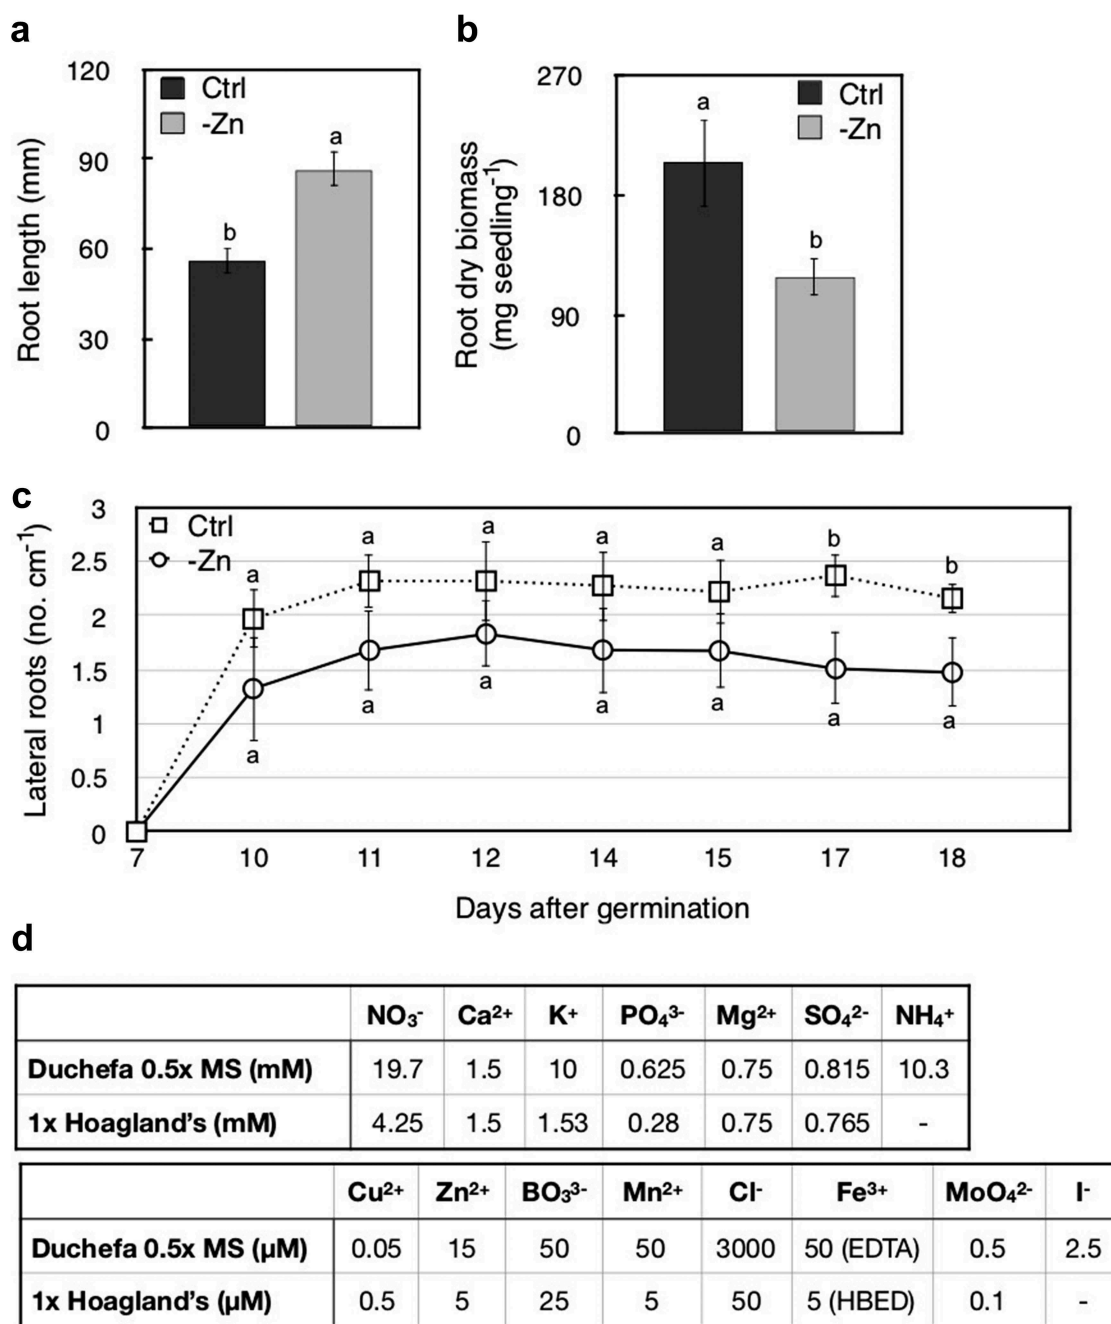 a
120
90
60
30
0
Root length (mm)
Ctrl
-Zn
b
a
b
270
180
90
0
Root dry biomass
(mg seedling-1)
Ctrl
-Zn
a
b
c
3
2.5
2
1.5
1
0.5
0
Lateral roots (no. cm-1)
Ctrl
-Zn
a a a a a b b
a a a a a a a
7 10 11 12 14 15 17 18
Days after germination
d
NO3- Ca2+ K+ PO43- Mg2+ SO42- NH4+
Duchefa 0.5x MS (mM) 19.7 1.5 10 0.625 0.75 0.815 10.3
1x Hoagland's (mM) 4.25 1.5 1.53 0.28 0.75 0.765 -
Cu2+ Zn2+ BO33- Mn2+ Cl- Fe3+ MoO42- I-
Duchefa 0.5x MS (µM) 0.05 15 50 50 3000 50 (EDTA) 0.5 2.5
1x Hoagland's (µM) 0.5 5 25 5 50 5 (HBED) 0.1 -